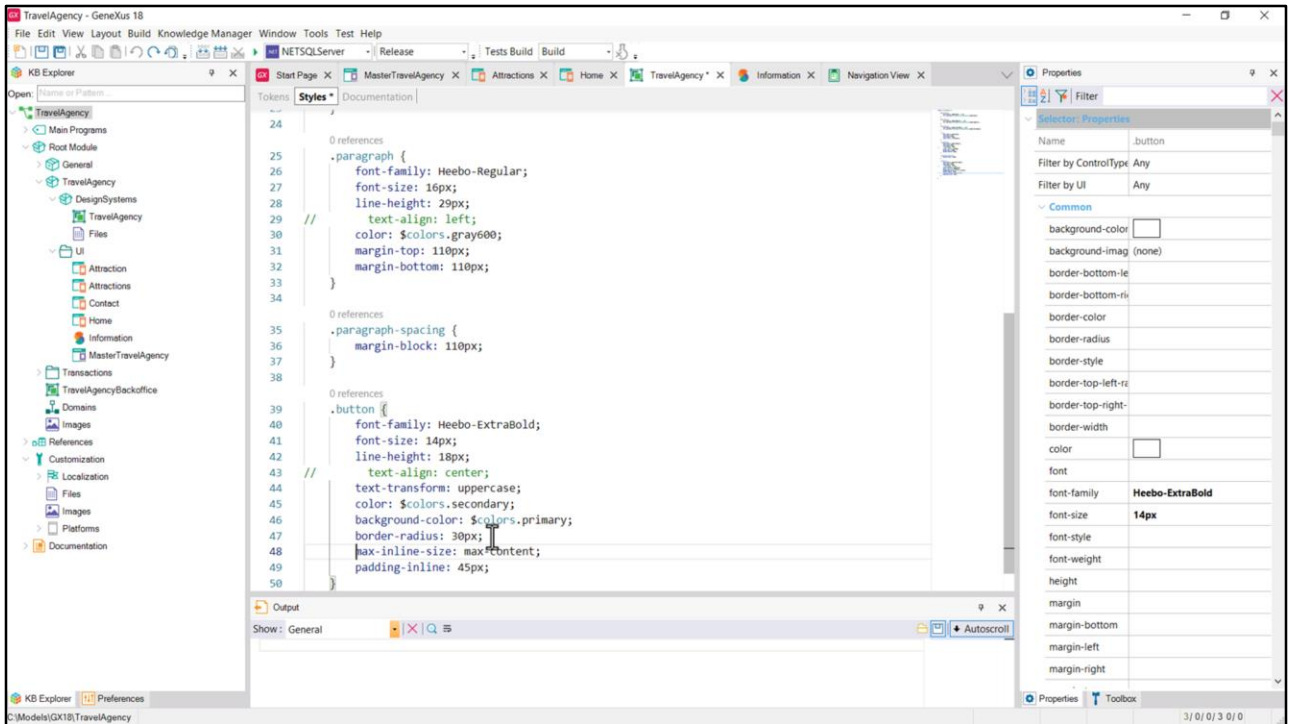 TravelAgency - GeneXus 18
File Edit View Layout Build Knowledge Manager Window Tools Test Help
NETSQLServer Release Tests Build Build
KB Explorer
Open: Name or Pattern...
TravelAgency
Main Programs
Root Module
General
TravelAgency
DesignSystems
TravelAgency
Files
UI
Attraction
Attractions
Contact
Home
Information
MasterTravelAgency
Transactions
TravelAgencyBackoffice
Domains
Images
References
Customization
Localization
Files
Images
Platforms
Documentation
KB Explorer Preferences
Start Page MasterTravelAgency Attractions Home TravelAgency * Information Navigation View
Tokens Styles * Documentation
24
0 references
25 .paragraph {
26 font-family: Heebo-Regular;
27 font-size: 16px;
28 line-height: 29px;
29 // text-align: left;
30 color: $colors.gray600;
31 margin-top: 110px;
32 margin-bottom: 110px;
33 }
34
0 references
35 .paragraph-spacing {
36 margin-block: 110px;
37 }
38
0 references
39 .button {
40 font-family: Heebo-ExtraBold;
41 font-size: 14px;
42 line-height: 18px;
43 // text-align: center;
44 text-transform: uppercase;
45 color: $colors.secondary;
46 background-color: $colors.primary;
47 border-radius: 30px;
48 max-inline-size: max-content;
49 padding-inline: 45px;
50 }
Output
Show: General
Autoscroll
Properties
Filter
Selector: Properties
Name .button
Filter by ControlType Any
Filter by UI Any
Common
background-color
background-imag (none)
border-bottom-le
border-bottom-ri
border-color
border-radius
border-style
border-top-left-ra
border-top-right-
border-width
color
font
font-family Heebo-ExtraBold
font-size 14px
font-style
font-weight
height
margin
margin-bottom
margin-left
margin-right
Properties Toolbox
C:\Models\GX18\TravelAgency
3/ 0/ 0/ 3 0/ 0